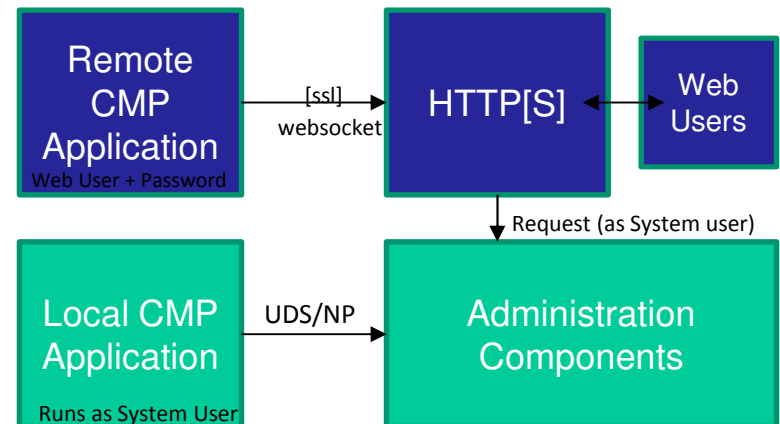 Remote
CMP
Application
Web User + Password
[ssl]
websocket
HTTP[S]
Web
Users
Request (as System user)
Local CMP
Application
Runs as System User
UDS/NP
Administration
Components